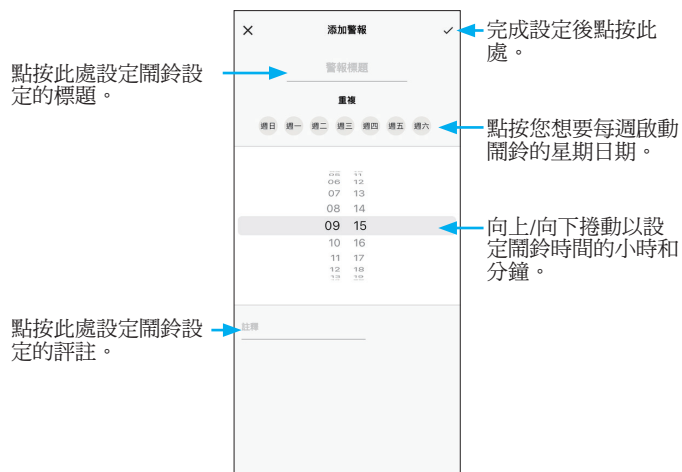 添加警報
完成設定後點按此
處。
點按此處設定鬧鈴設
定的標題。
警報標題
重複
週日 週一 週二 週三 週四 週五 週六
點按您想要每週啟動
鬧鈴的星期日期。
05 11
06 12
07 13
08 14
09 15
10 16
11 17
12 18
13 19
向上/向下捲動以設
定鬧鈴時間的小時和
分鐘。
點按此處設定鬧鈴設
定的評註。
註釋